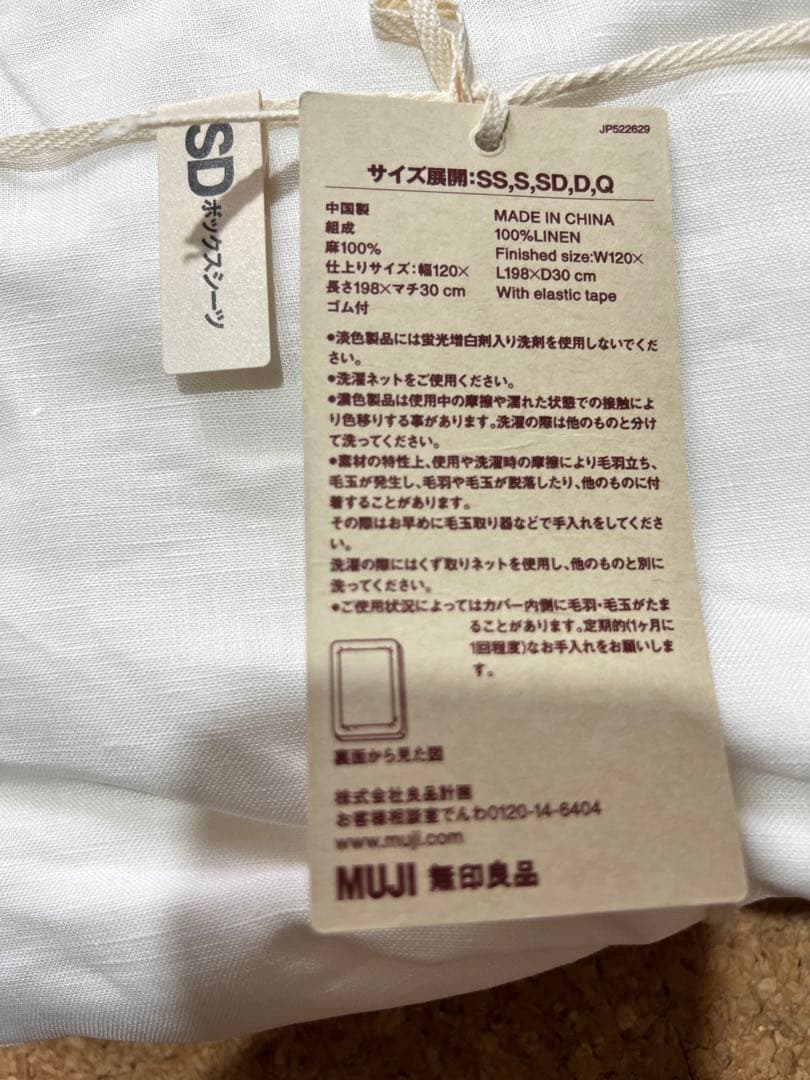 SD
ボックスシーツ
JP522629
サイズ展開:SS,S,SD,D,Q
中国製
組成
麻100%
仕上りサイズ:幅120×
長さ198×マチ30 cm
ゴム付
MADE IN CHINA
100%LINEN
Finished size:W120×
L198×D30 cm
With elastic tape
●淡色製品には蛍光増白剤入り洗剤を使用しないでくだ
さい。
●洗濯ネットをご使用ください。
●濃色製品は使用中の摩擦や濡れた状態での接触によ
り色移りする事があります。洗濯の際は他のものと分け
て洗ってください。
●素材の特性上、使用や洗濯時の摩擦により毛羽立ち、
毛玉が発生し、毛羽や毛玉が脱落したり、他のものに付
着することがあります。
その際はお早めに毛玉取り器などで手入れをしてくださ
い。
洗濯の際にはくず取りネットを使用し、他のものと別に
洗ってください。
●ご使用状況によってはカバー内側に毛羽・毛玉がたま
ることがあります。定期的(1ヶ月に
1回程度)なお手入れをお願いしま
す。
裏面から見た図
株式会社良品計画
お客様相談室でんわ0120-14-6404
www.muji.com
MUJI 無印良品